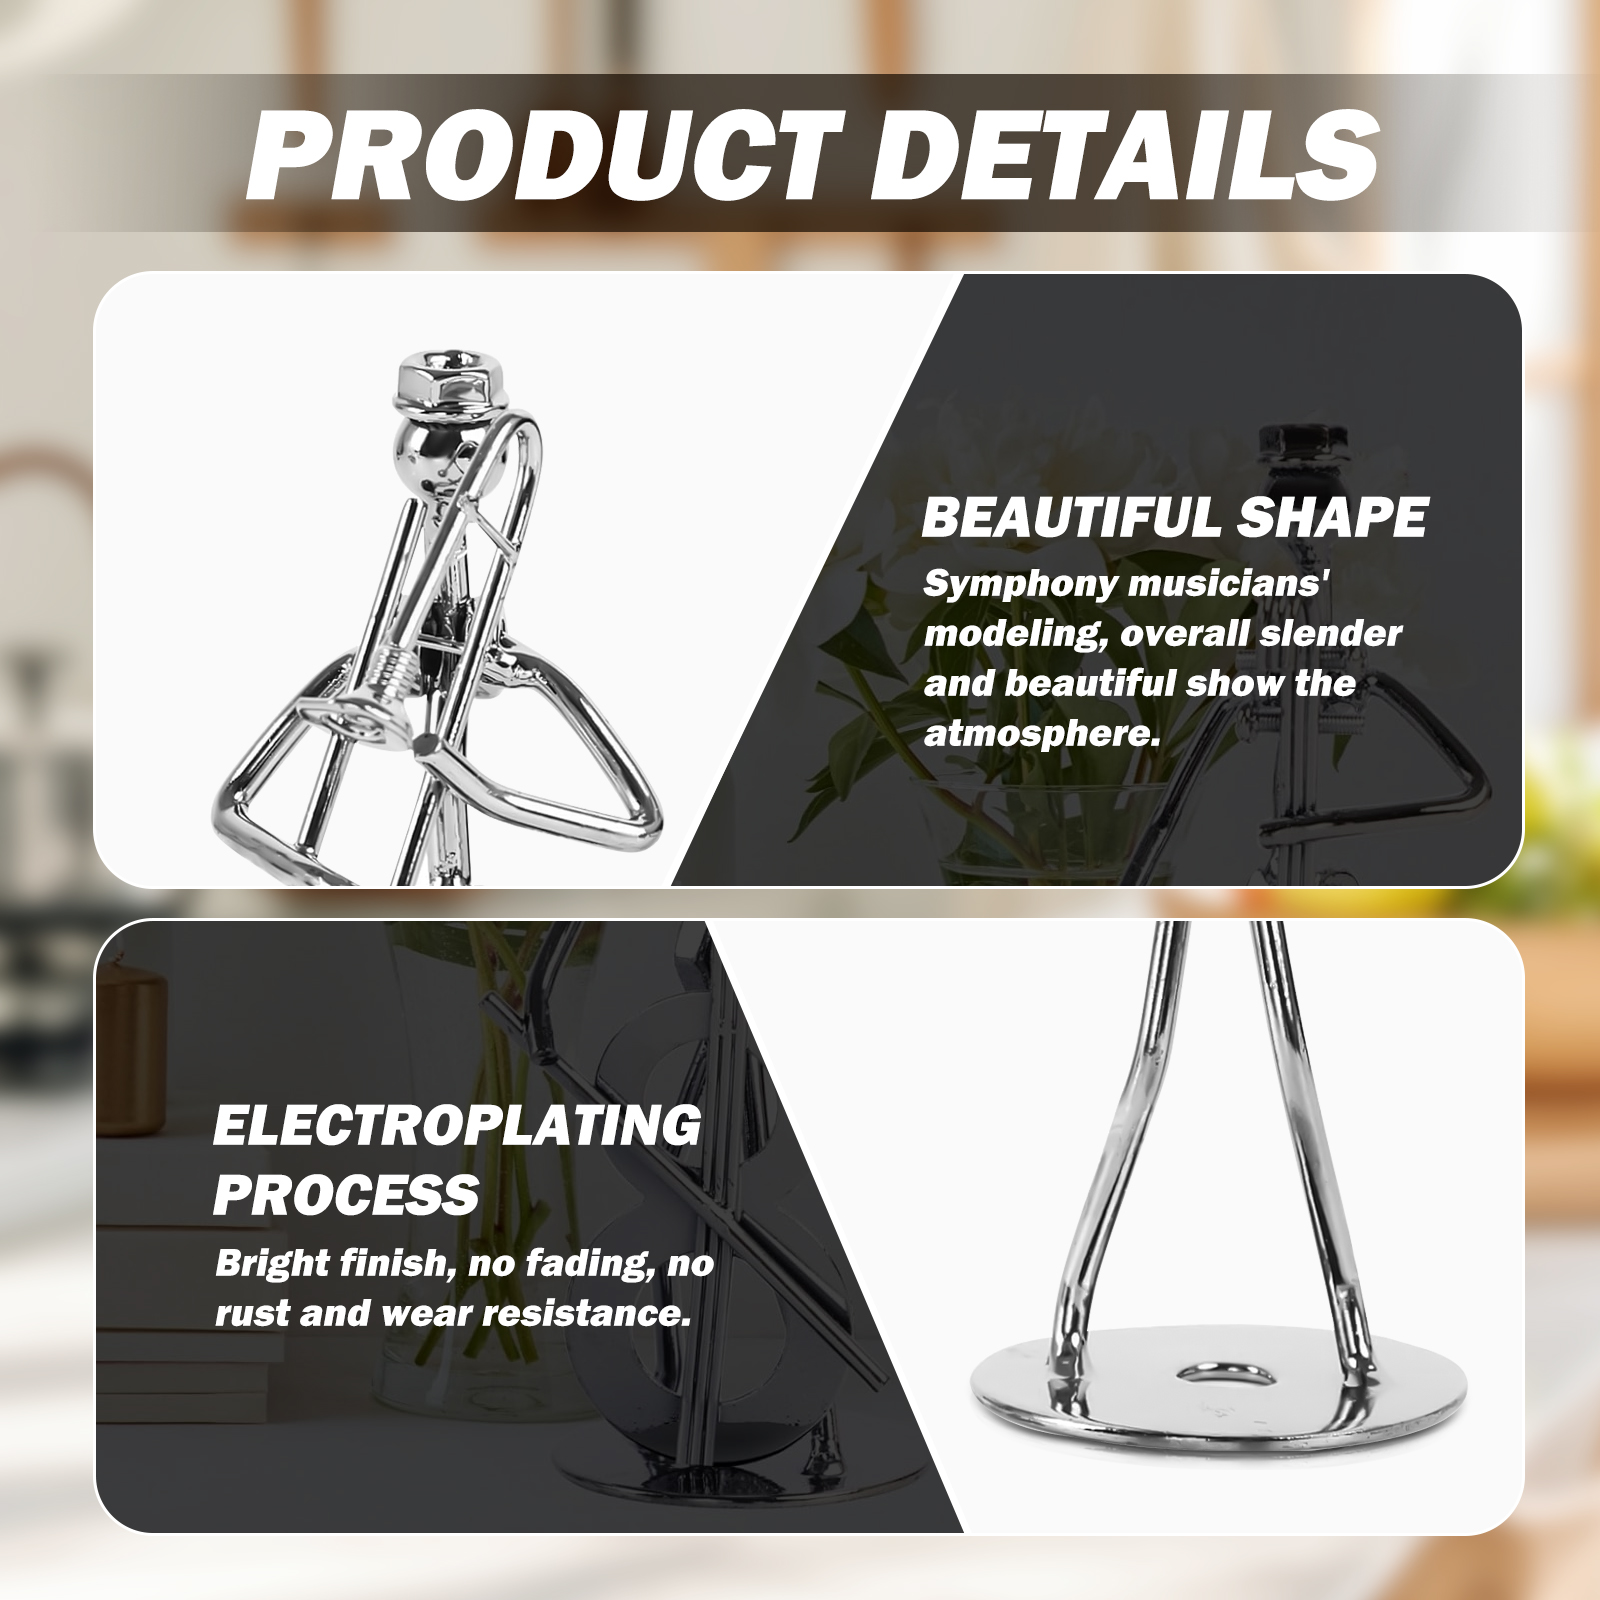 PRODUCT DETAILS
BEAUTIFUL SHAPE
Symphony musicians'
modeling, overall slender
and beautiful show the
atmosphere.
ELECTROPLATING
PROCESS
Bright finish, no fading, no
rust and wear resistance.